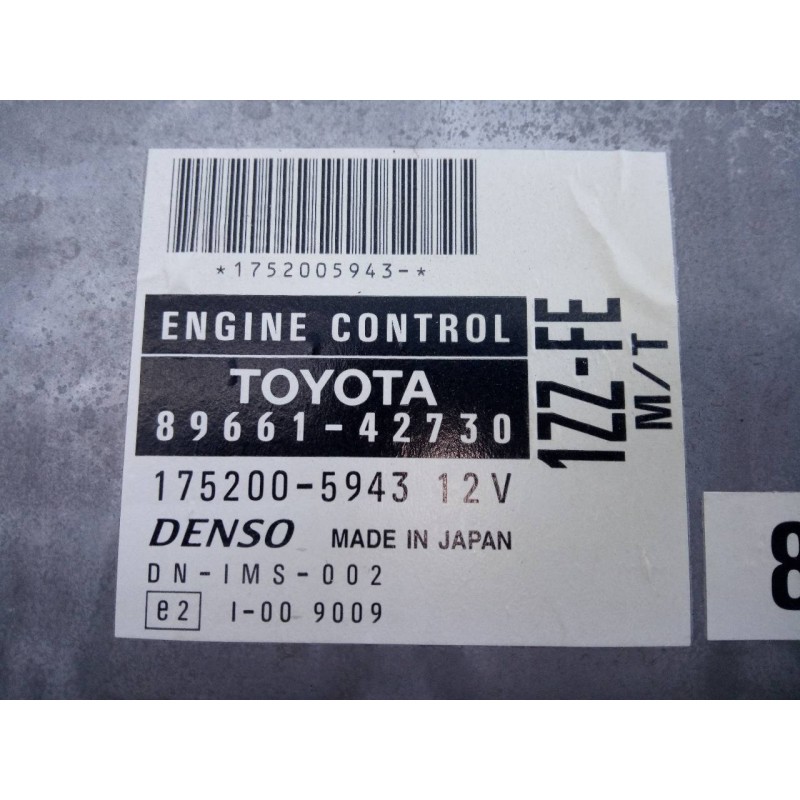 *1752005943-*
ENGINE CONTROL
TOYOTA
89661-42730
1ZZ-FE
M/T
175200-5943 12V
DENSO MADE IN JAPAN
DN-IMS-002
e2 I-00 9009
8